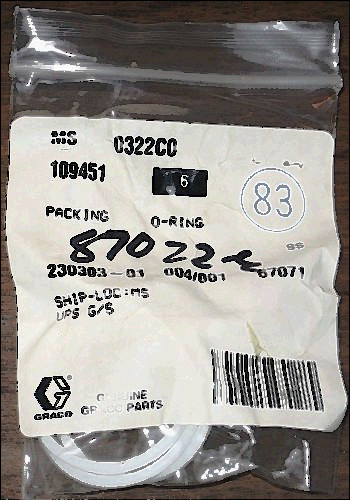 MS 0322CC
109451 6
83
PACKING O-RING
87022
230303-01 004/001 67071
SHIP-LOC:MS
UPS G/S
GRACO
GENUINE
GRACO PARTS